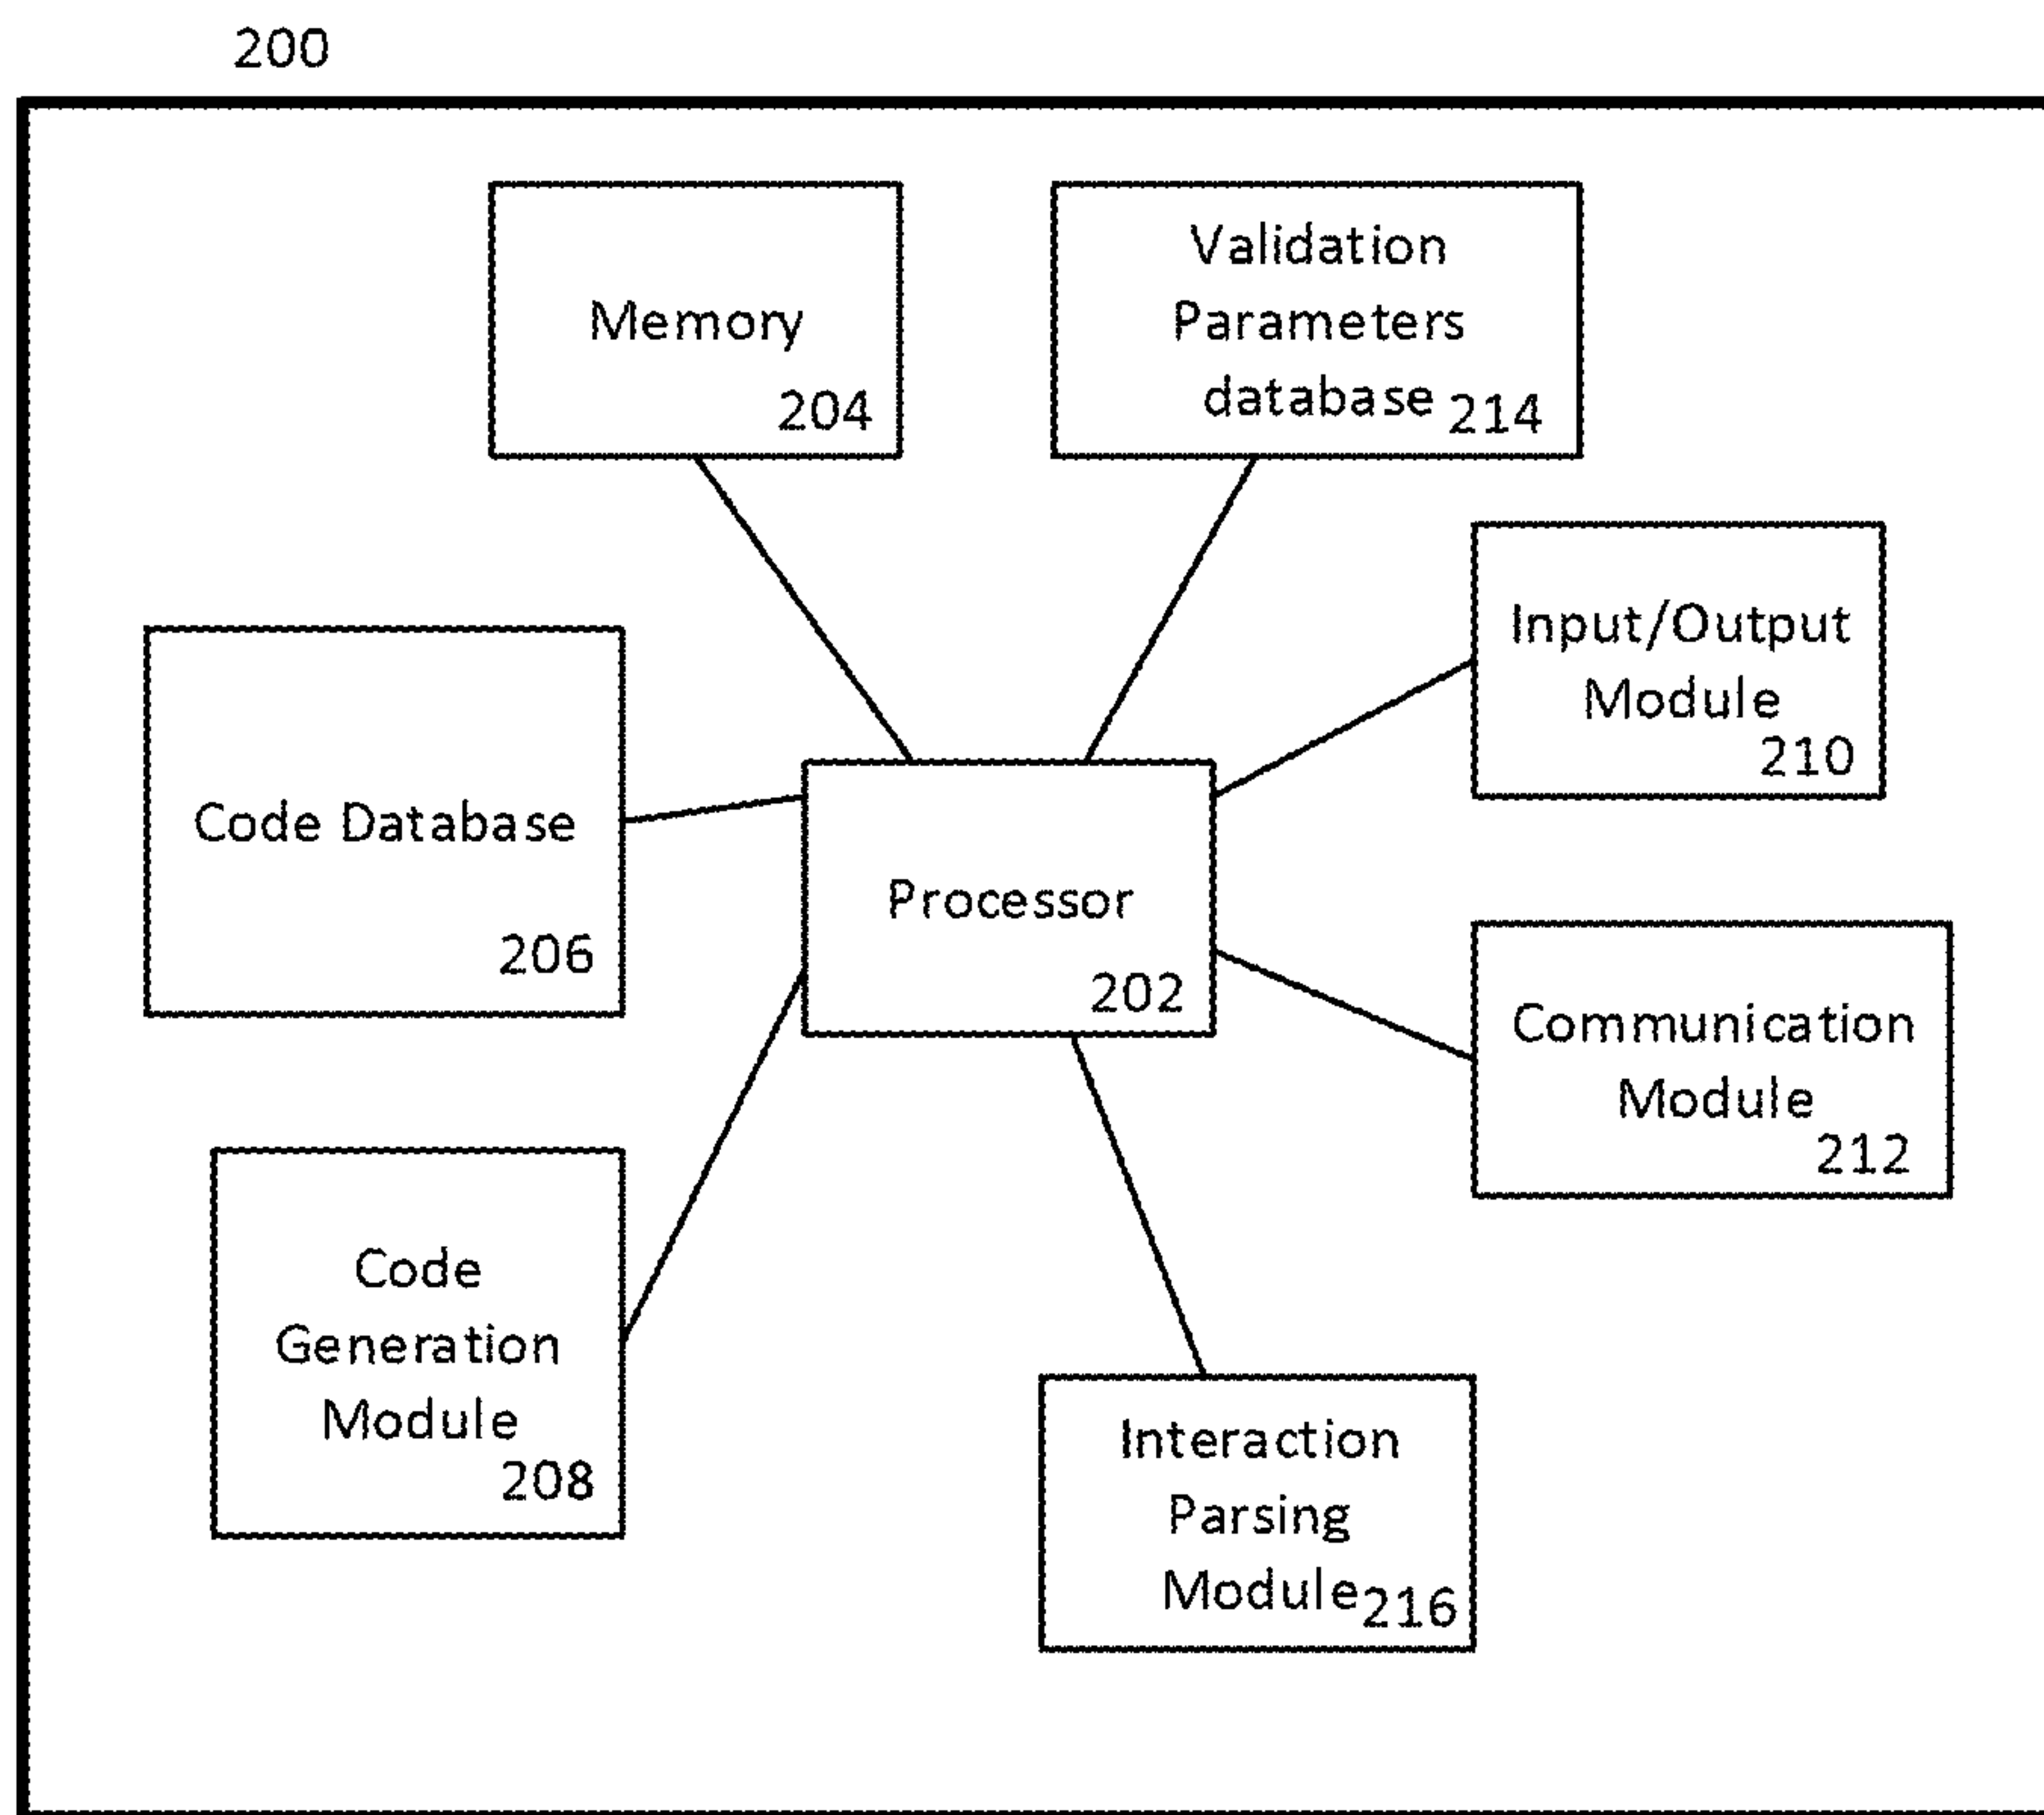 200
Memory
204
Validation
Parameters
database 214
Input/Output
Module
210
Code Database
206
Processor
202
Communication
Module
212
Code
Generation
Module
208
Interaction
Parsing
Module 216